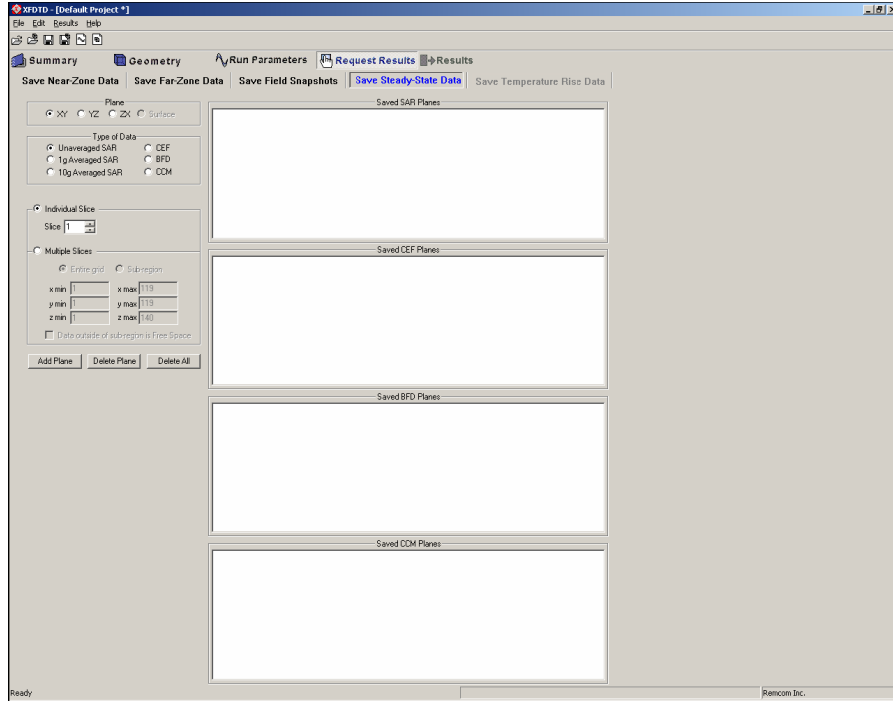 XFDTD - [Default Project *]
File Edit Results Help
Summary Geometry Run Parameters Request Results Results
Save Near-Zone Data Save Far-Zone Data Save Field Snapshots Save Steady-State Data Save Temperature Rise Data
Plane
XY YZ ZX Surface
Type of Data
Unaveraged SAR CEF
1g Averaged SAR BFD
10g Averaged SAR CCM
Individual Slice
Slice 1
Multiple Slices
Entire grid Sub-region
x min 1 x max 119
y min 1 y max 119
z min 1 z max 140
Data outside of sub-region is Free Space
Add Plane Delete Plane Delete All
Saved SAR Planes
Saved CEF Planes
Saved BFD Planes
Saved CCM Planes
Ready Remcom Inc.